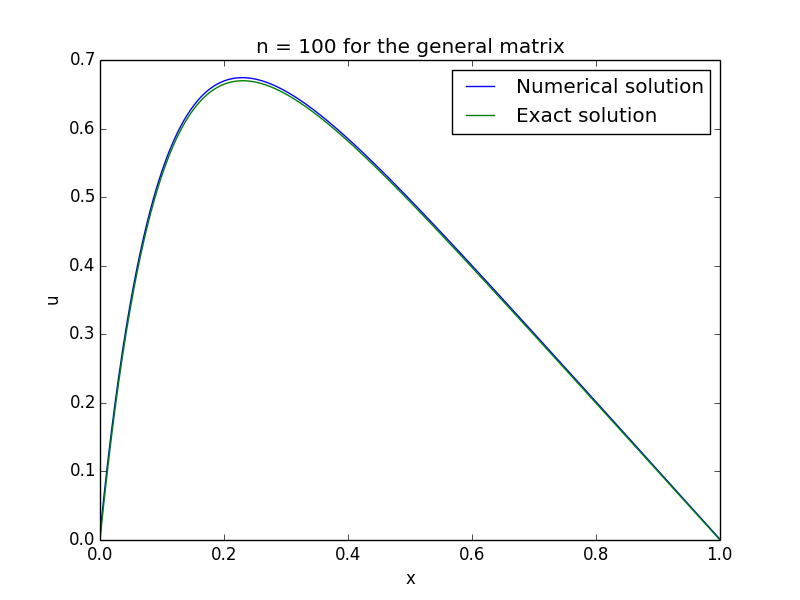 n = 100 for the general matrix
Numerical solution
Exact solution
0.7
0.6
0.5
0.4
0.3
0.2
0.1
0.0
u
0.0 0.2 0.4 0.6 0.8 1.0
x